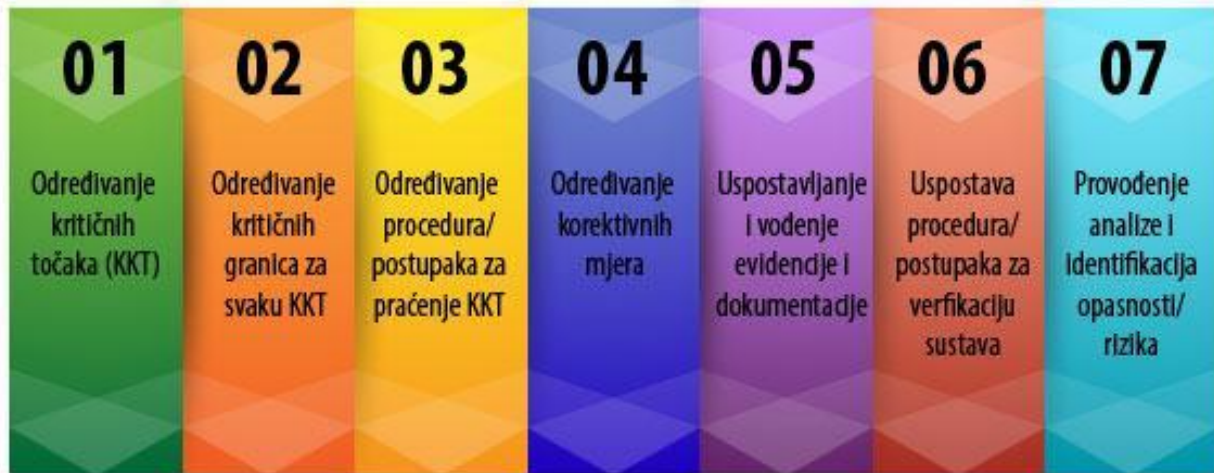 01
Određivanje
kritičnih
točaka (KKT)
02
Određivanje
kritičnih
granica za
svaku KKT
03
Određivanje
procedura/
postupaka za
praćenje KKT
04
Određivanje
korektivnih
mjera
05
Uspostavljanje
i vođenje
evidencije i
dokumentacije
06
Uspostava
procedura/
postupaka za
verfikaciju
sustava
07
Provođenje
analize i
identifikacija
opasnosti/
rizika